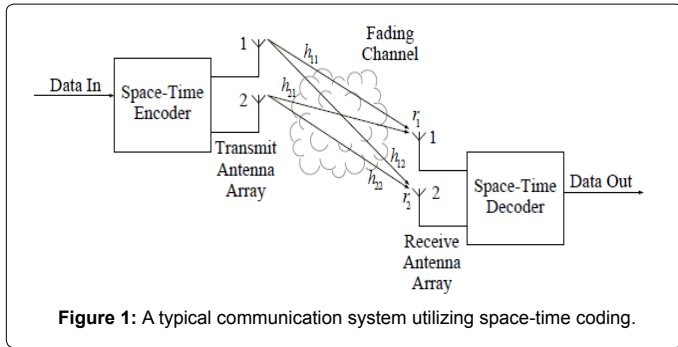 Fading
Channel
1
h11
Data In
Space-Time
Encoder
2
h21
r1
1
Transmit
Antenna
Array
h12
h22
r2
2
Space-Time
Decoder
Data Out
Receive
Antenna
Array
Figure 1: A typical communication system utilizing space-time coding.